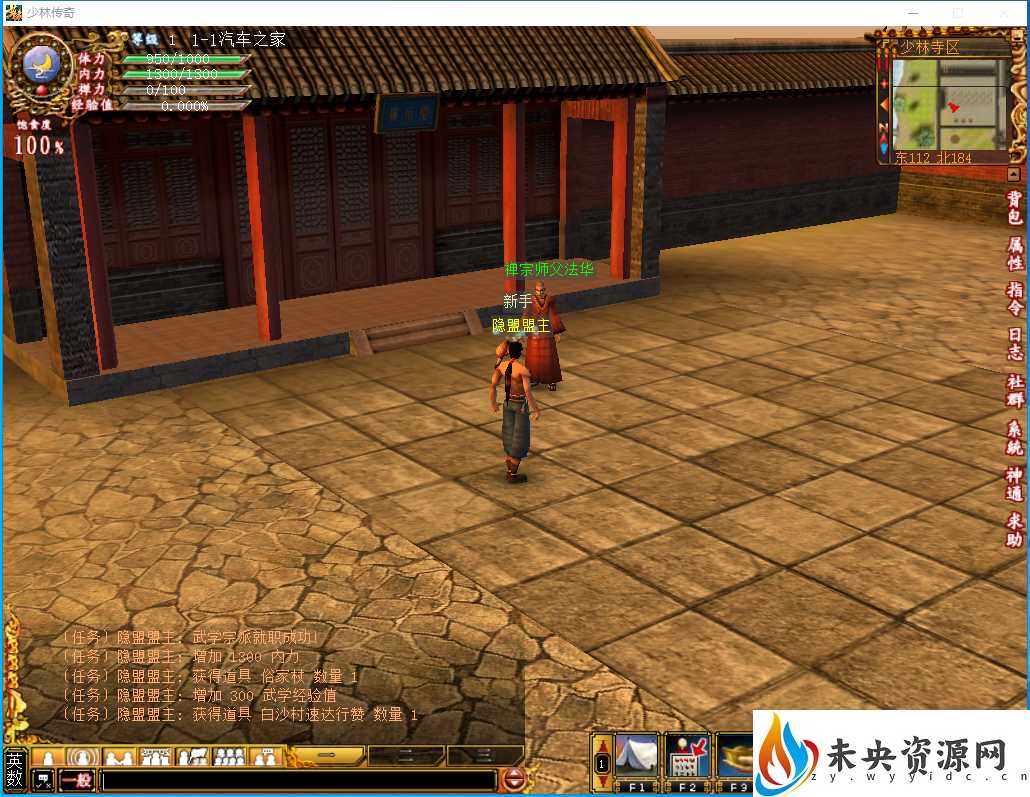 少林传奇
等级 1 1-1汽车之家
体力 950/1000
内力 1300/1300
禅力 0/100
经验值 0.000%
饱食度
100%
少林寺区
N
东112 北184
背包
属性
指令
日志
社群
系統
神通
求助
禅宗师父法华
新手
隐盟盟主
(任务) 隐盟盟主: 武学宗派就职成功!
(任务) 隐盟盟主: 增加 1300 内力
(任务) 隐盟盟主: 获得道具 俗家杖 数量 1
(任务) 隐盟盟主: 增加 300 武学经验值
(任务) 隐盟盟主: 获得道具 白沙村速达行赞 数量 1
一 二 三
英数
一般
1
F1 F2 F3
未央资源网
zy.wyyidc.cn